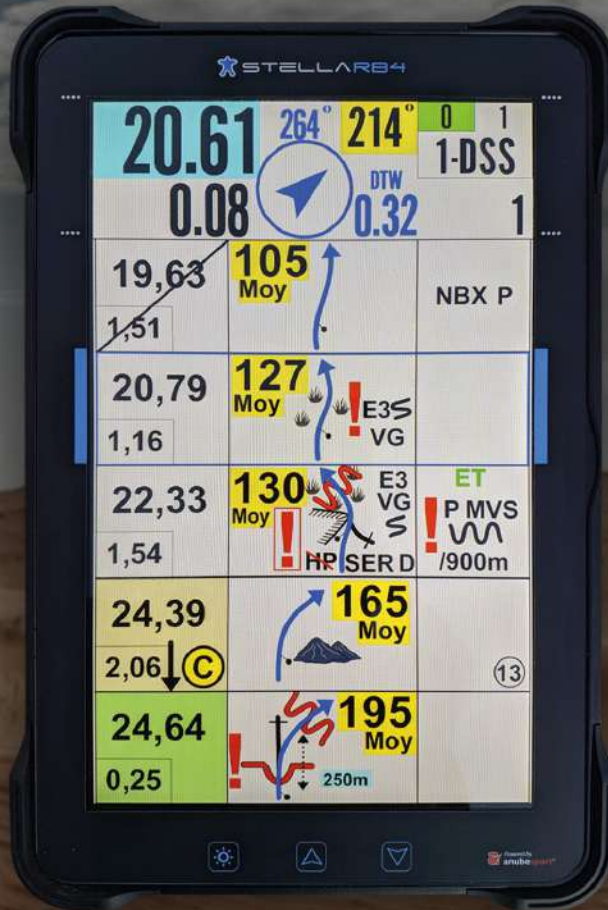 STELLARB4
20.61
264°
214°
0
1
1-DSS
0.08
DTW
0.32
1
19,63
105
Moy
NBX P
1,51
20,79
127
Moy
! E3S
VG
1,16
22,33
130
Moy
E3
VG
S
ET
! P MVS
/900m
1,54
! HP SER D
24,39
165
Moy
2,06
C
13
24,64
195
Moy
0,25
!
250m
anubesport